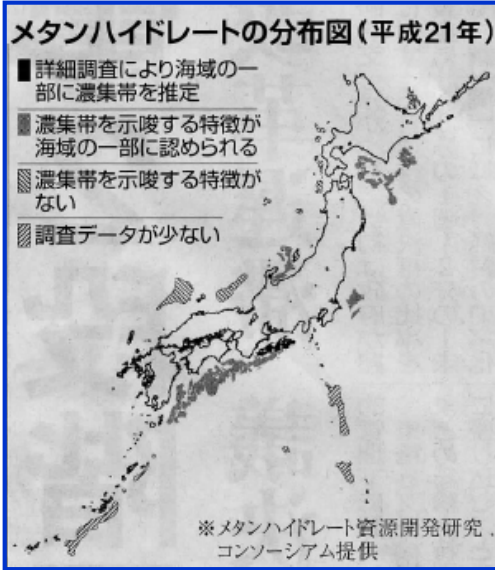 メタンハイドレートの分布図(平成21年)
詳細調査により海域の一
部に濃集帯を推定
濃集帯を示唆する特徴が
海域の一部に認められる
濃集帯を示唆する特徴が
ない
調査データが少ない
※メタンハイドレート資源開発研究
コンソーシアム提供